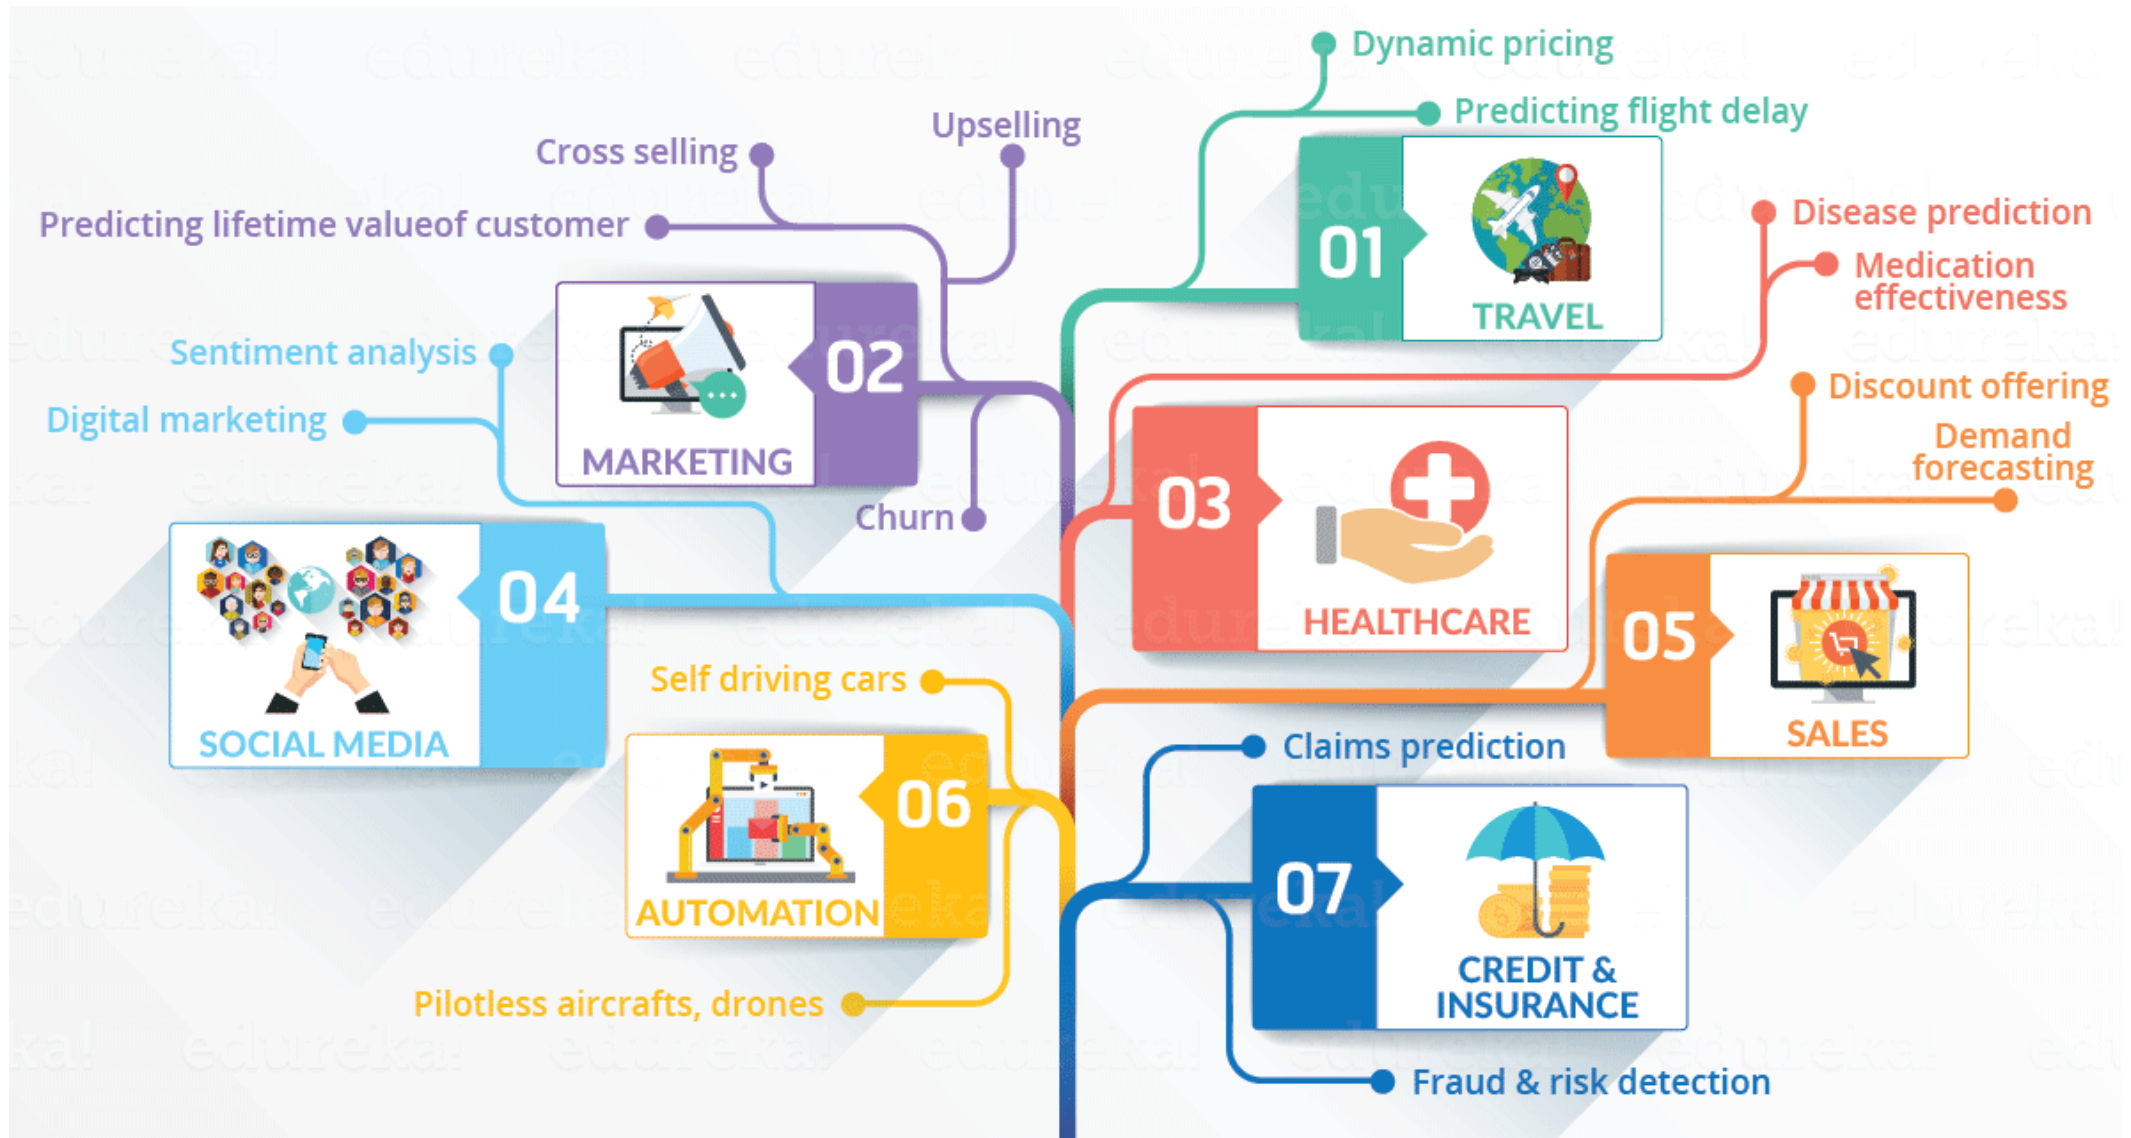 Dynamic pricing
Predicting flight delay
01
TRAVEL
Upselling
Cross selling
Predicting lifetime valueof customer
02
MARKETING
Churn
Disease prediction
Medication
effectiveness
03
HEALTHCARE
Sentiment analysis
Digital marketing
04
SOCIAL MEDIA
Discount offering
Demand
forecasting
05
SALES
Self driving cars
06
AUTOMATION
Pilotless aircrafts, drones
Claims prediction
07
CREDIT &
INSURANCE
Fraud & risk detection
edureka!